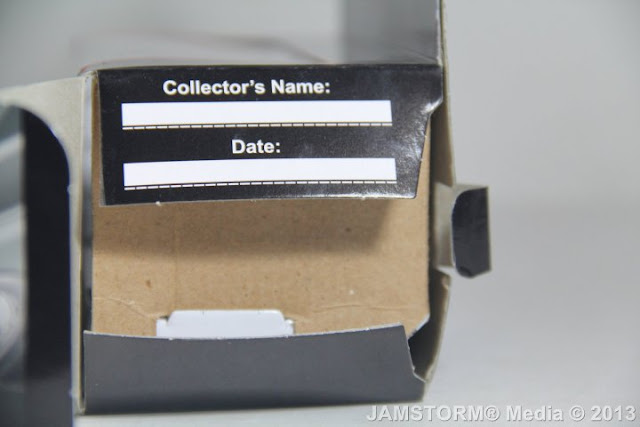 Collector's Name:
Date:
JAMSTORM® Media © 2013